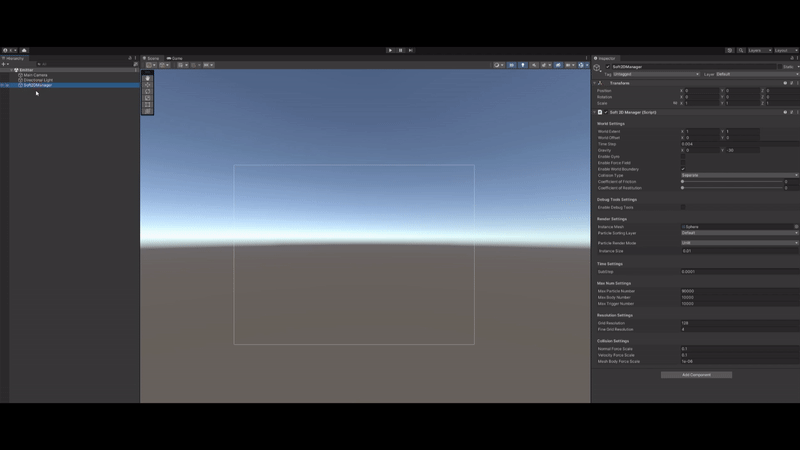 Layers
Layout
Hierarchy
Scene
Game
Inspector
Emitter
Main Camera
Directional Light
Soft2DManager
Soft2DManager
Static
Tag Untagged
Layer Default
Transform
Position X 0 Y 0 Z 0
Rotation X 0 Y 0 Z 0
Scale X 1 Y 1 Z 1
Soft 2D Manager (Script)
World Settings
World Extent X 1 Y 1
World Offset X 0 Y 0
Time Step 0.004
Gravity X 0 Y -20
Enable Gyro
Enable Force Field
Enable World Boundary
Collision Type Separate
Coefficient of Friction 0
Coefficient of Restitution 0
Debug Tools Settings
Enable Debug Tools
Render Settings
Instance Mesh Sphere
Particle Sorting Layer Default
Particle Render Mode Unlit
Instance Size 0.01
Time Settings
SubStep 0.0001
Max Num Settings
Max Particle Number 90000
Max Body Number 10000
Max Trigger Number 10000
Resolution Settings
Grid Resolution 128
Fine Grid Resolution 4
Collision Settings
Normal Force Scale 0.1
Velocity Force Scale 0.1
Mesh Body Force Scale 1e-08
Add Component